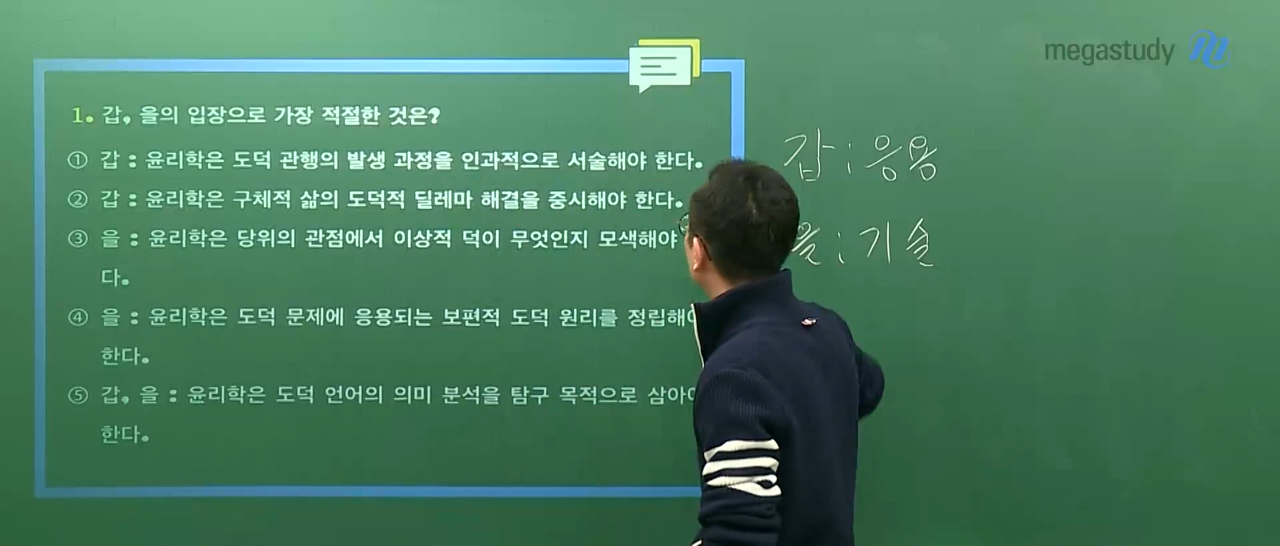 megastudy
1. 갑, 을의 입장으로 가장 적절한 것은?
① 갑 : 윤리학은 도덕 관행의 발생 과정을 인과적으로 서술해야 한다.
② 갑 : 윤리학은 구체적 삶의 도덕적 딜레마 해결을 중시해야 한다.
③ 을 : 윤리학은 당위의 관점에서 이상적 덕이 무엇인지 모색해야
다.
④ 을 : 윤리학은 도덕 문제에 응용되는 보편적 도덕 원리를 정립해야
한다.
⑤ 갑, 을 : 윤리학은 도덕 언어의 의미 분석을 탐구 목적으로 삼아야
한다.
갑 : 응용
을 : 기술